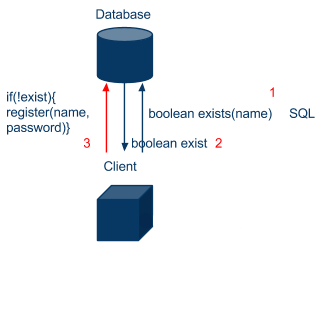 Database
if(!exist){
register(name,
password)}
1
boolean exists(name) SQL
3
boolean exist 2
Client